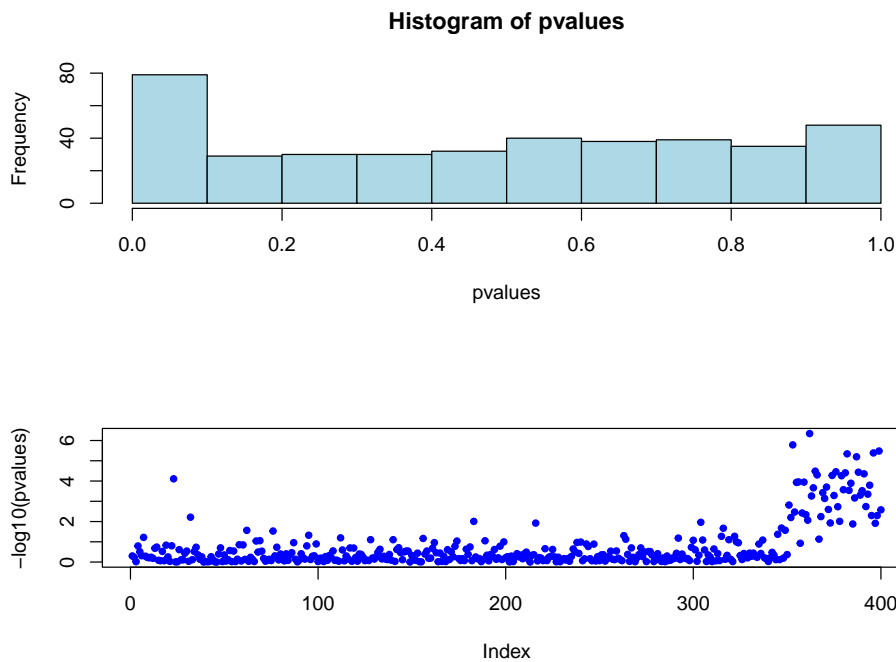 Histogram of pvalues
Frequency
80
40
0
0.0 0.2 0.4 0.6 0.8 1.0
pvalues
−log10(pvalues)
6
4
2
0
0 100 200 300 400
Index